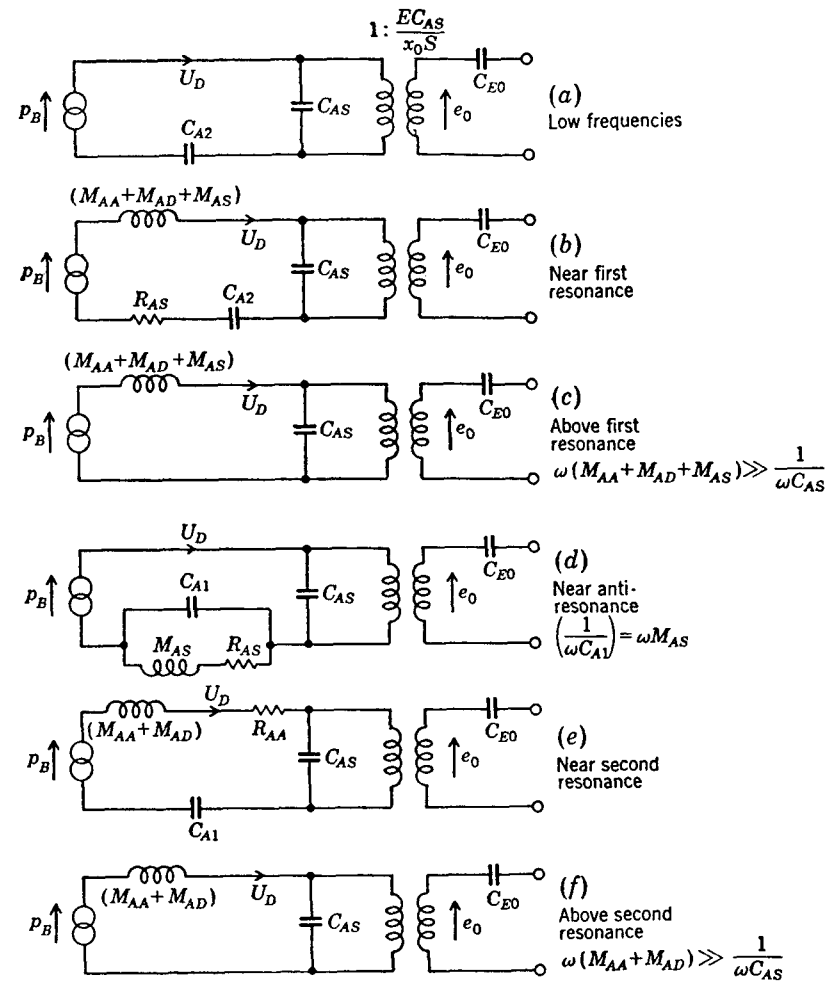 1 : EC_AS / x_0 S
U_D
p_B
C_A2
C_AS
e_0
C_E0
(a)
Low frequencies
(M_AA+M_AD+M_AS)
U_D
p_B
R_AS
C_A2
C_AS
e_0
C_E0
(b)
Near first
resonance
(M_AA+M_AD+M_AS)
U_D
p_B
C_AS
e_0
C_E0
(c)
Above first
resonance
ω(M_AA+M_AD+M_AS)≫ 1/ωC_AS
U_D
p_B
C_A1
M_AS
R_AS
C_AS
e_0
C_E0
(d)
Near anti-
resonance
(1/ωC_A1)=ωM_AS
U_D
(M_AA+M_AD)
R_AA
p_B
C_A1
C_AS
e_0
C_E0
(e)
Near second
resonance
(M_AA+M_AD)
U_D
p_B
C_AS
e_0
C_E0
(f)
Above second
resonance
ω(M_AA+M_AD)≫ 1/ωC_AS